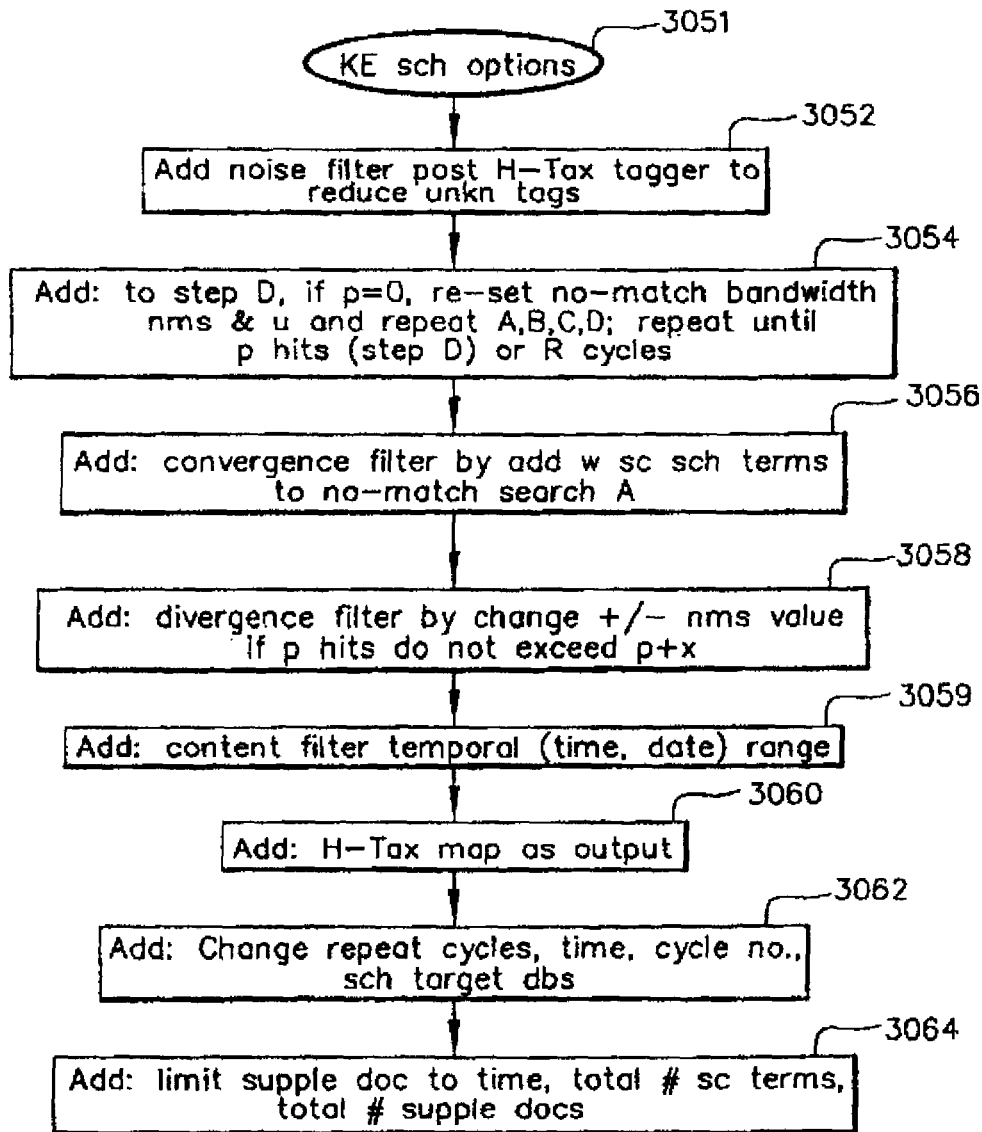 3051
KE sch options
3052
Add noise filter post H-Tax tagger to
reduce unkn tags
3054
Add: to step D, if p=0, re-set no-match bandwidth
nms & u and repeat A,B,C,D; repeat until
p hits (step D) or R cycles
3056
Add: convergence filter by add w sc sch terms
to no-match search A
3058
Add: divergence filter by change +/- nms value
if p hits do not exceed p+x
3059
Add: content filter temporal (time, date) range
3060
Add: H-Tax map as output
3062
Add: Change repeat cycles, time, cycle no.,
sch target dbs
3064
Add: limit supple doc to time, total # sc terms,
total # supple docs